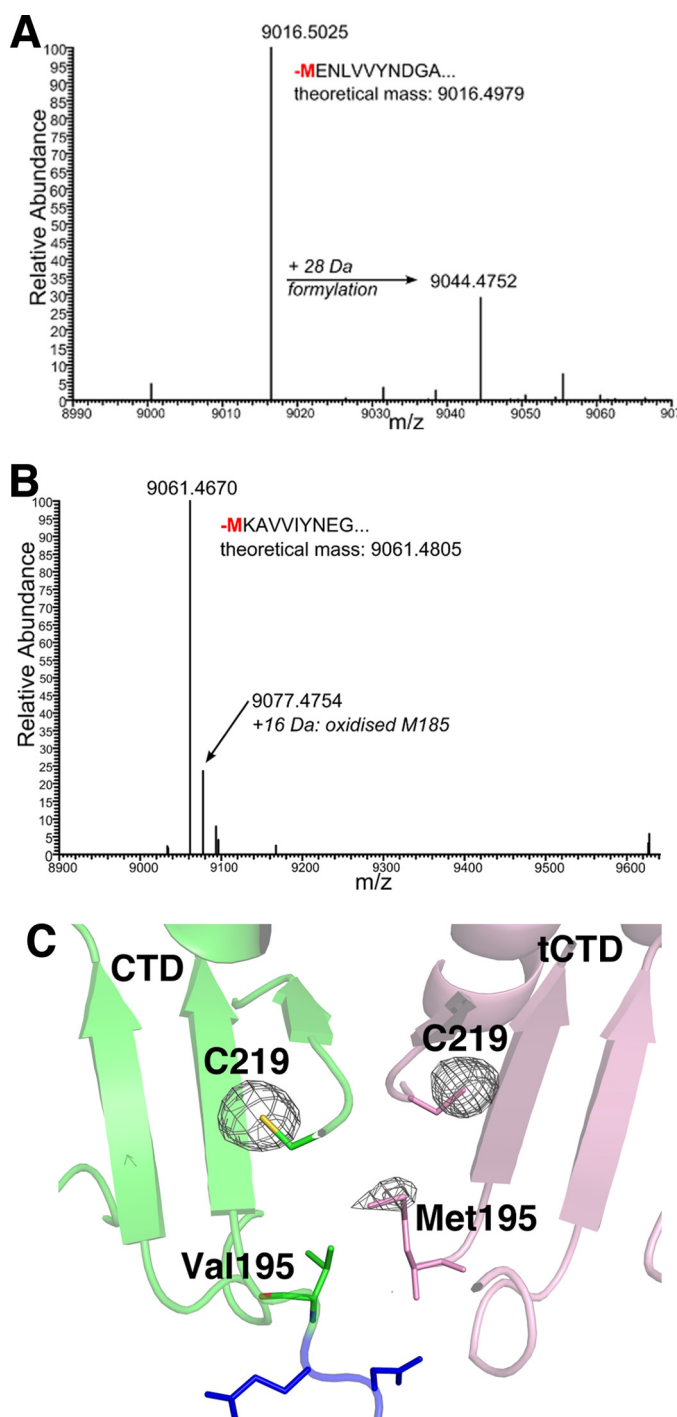 A
9016.5025
-MENLVVYNDGA...
theoretical mass: 9016.4979
Relative Abundance
100
95
90
85
80
75
70
65
60
55
50
45
40
35
30
25
20
15
10
5
0
+ 28 Da
formylation
9044.4752
8990 9000 9010 9020 9030 9040 9050 9060 907
m/z
B
9061.4670
-MKAVVIYNEG...
theoretical mass: 9061.4805
Relative Abundance
100
95
90
85
80
75
70
65
60
55
50
45
40
35
30
25
20
15
10
5
0
9077.4754
+16 Da: oxidised M185
8900 9000 9100 9200 9300 9400 9500 9600
m/z
C
CTD
tCTD
C219
C219
Met195
Val195